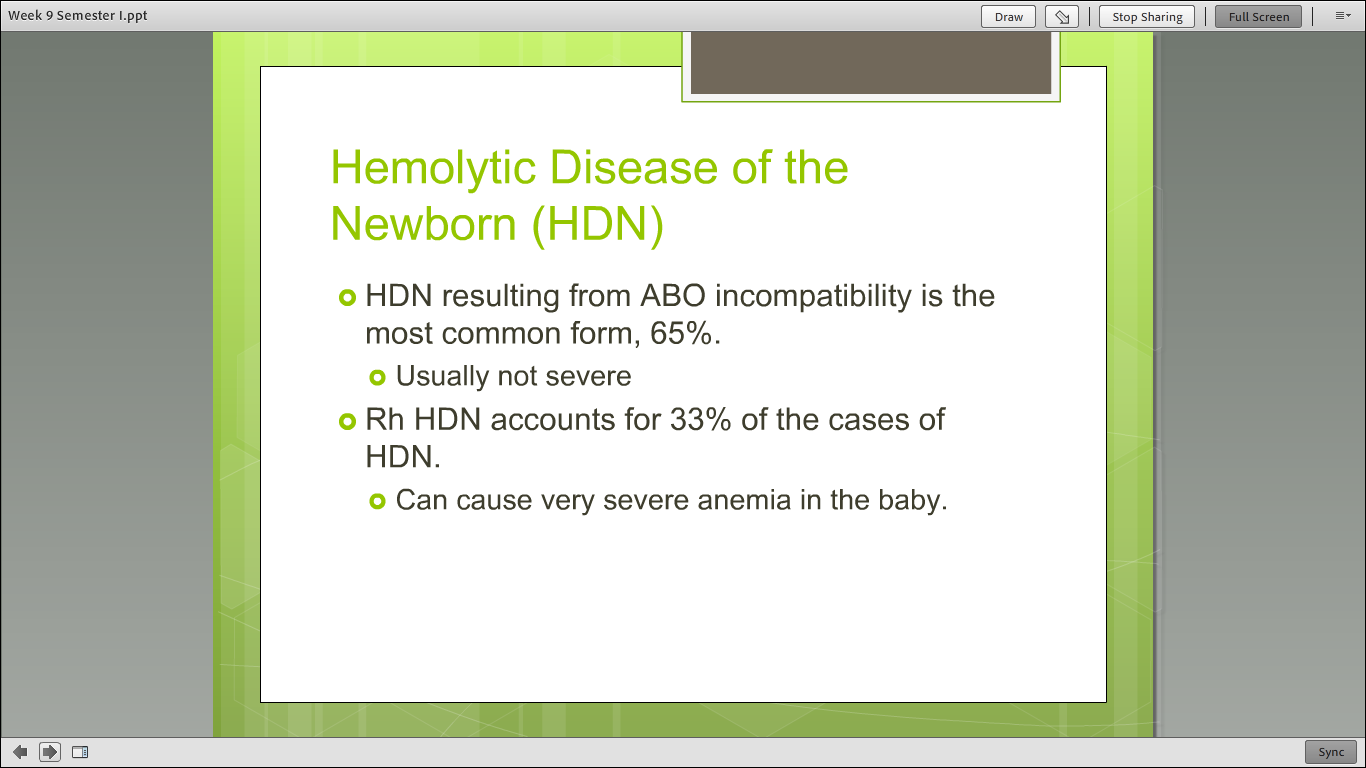 Week 9 Semester I.ppt
Draw
Stop Sharing
Full Screen
Hemolytic Disease of the
Newborn (HDN)
HDN resulting from ABO incompatibility is the
most common form, 65%.
Usually not severe
Rh HDN accounts for 33% of the cases of
HDN.
Can cause very severe anemia in the baby.
Sync